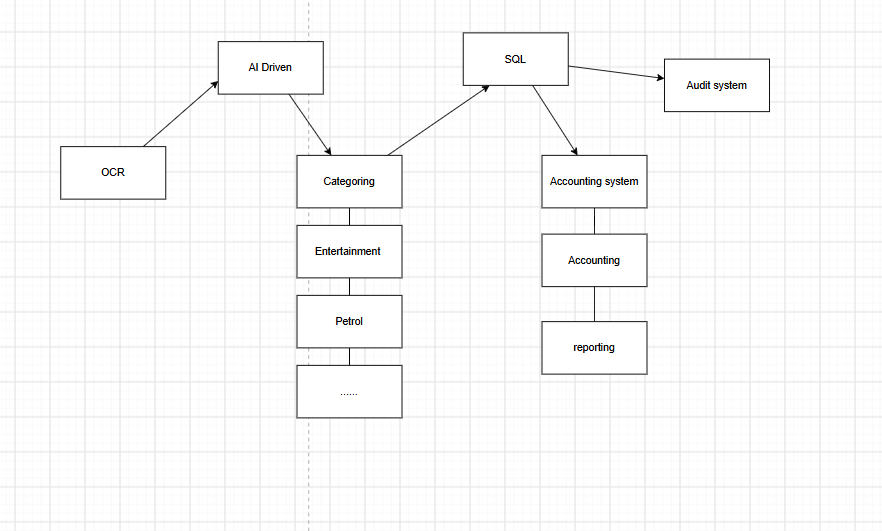 OCR
AI Driven
Categoring
Entertainment
Petrol
......
SQL
Accounting system
Accounting
reporting
Audit system